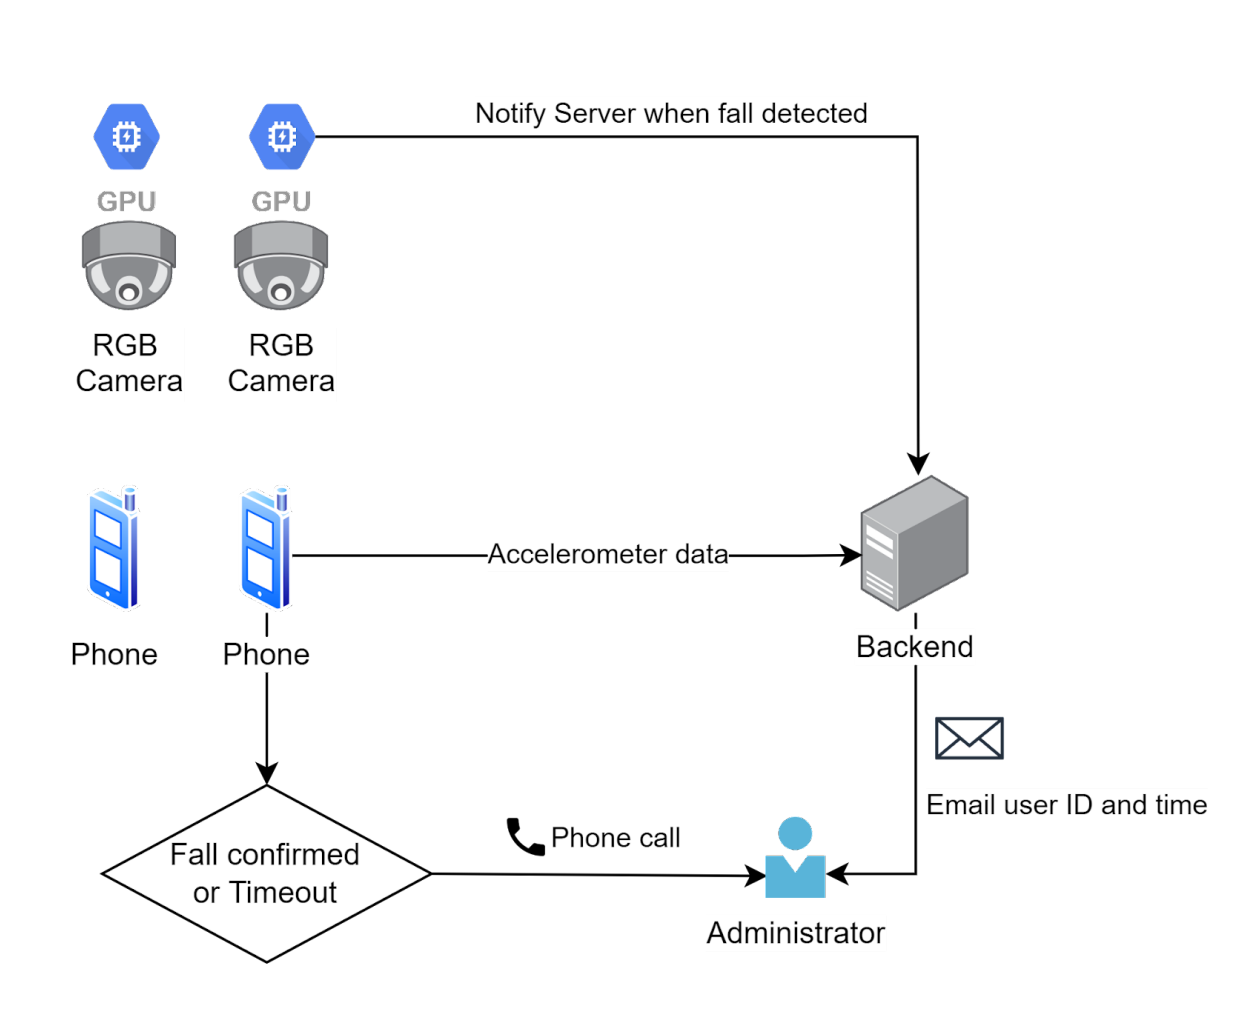 Notify Server when fall detected
GPU
GPU
RGB
Camera
RGB
Camera
Accelerometer data
Phone
Phone
Backend
Email user ID and time
Fall confirmed
or Timeout
Phone call
Administrator